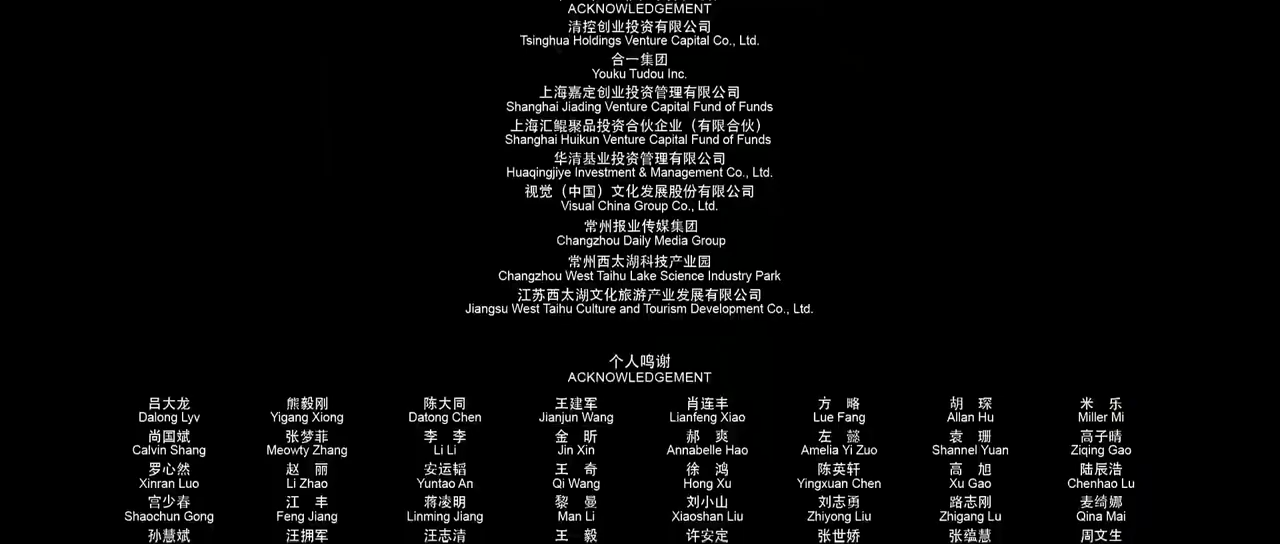 ACKNOWLEDGEMENT
清控创业投资有限公司
Tsinghua Holdings Venture Capital Co., Ltd.
合一集团
Youku Tudou Inc.
上海嘉定创业投资管理有限公司
Shanghai Jiading Venture Capital Fund of Funds
上海汇鲲聚品投资合伙企业（有限合伙）
Shanghai Huikun Venture Capital Fund of Funds
华清基业投资管理有限公司
Huaqingjiye Investment & Management Co., Ltd.
视觉（中国）文化发展股份有限公司
Visual China Group Co., Ltd.
常州报业传媒集团
Changzhou Daily Media Group
常州西太湖科技产业园
Changzhou West Taihu Lake Science Industry Park
江苏西太湖文化旅游产业发展有限公司
Jiangsu West Taihu Culture and Tourism Development Co., Ltd.
个人鸣谢
ACKNOWLEDGEMENT
吕大龙 熊毅刚 陈大同 王建军 肖连丰 方 略 胡 琛 米 乐
Dalong Lyv Yigang Xiong Datong Chen Jianjun Wang Lianfeng Xiao Lue Fang Allan Hu Miller Mi
尚国斌 张梦菲 李 李 金 昕 郝 爽 左 懿 袁 珊 高子晴
Calvin Shang Meowty Zhang Li Li Jin Xin Annabelle Hao Amelia Yi Zuo Shannel Yuan Ziqing Gao
罗心然 赵 丽 安运韬 王 奇 徐 鸿 陈英轩 高 旭 陆辰浩
Xinran Luo Li Zhao Yuntao An Qi Wang Hong Xu Yingxuan Chen Xu Gao Chenhao Lu
宫少春 江 丰 蒋凌明 黎 曼 刘小山 刘志勇 路志刚 麦绮娜
Shaochun Gong Feng Jiang Linming Jiang Man Li Xiaoshan Liu Zhiyong Liu Zhigang Lu Qina Mai
孙慧斌 汪拥军 汪志清 王 毅 许安定 张世娇 张蕴慧 周文生